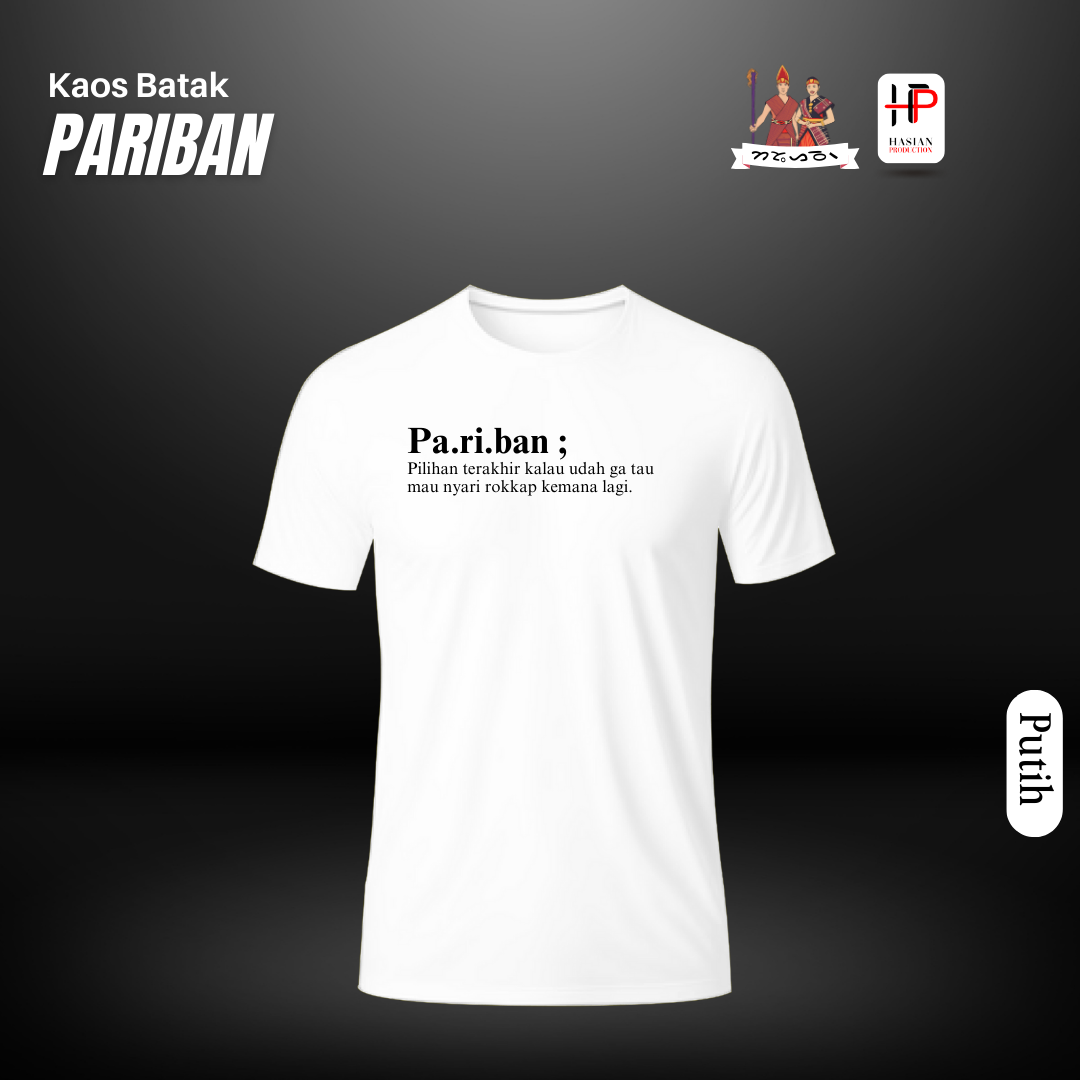 Kaos Batak
PARIBAN
HP
HASIAN
PRODUCTION
Pa.ri.ban ;
Pilihan terakhir kalau udah ga tau
mau nyari rokkap kemana lagi.
Putih